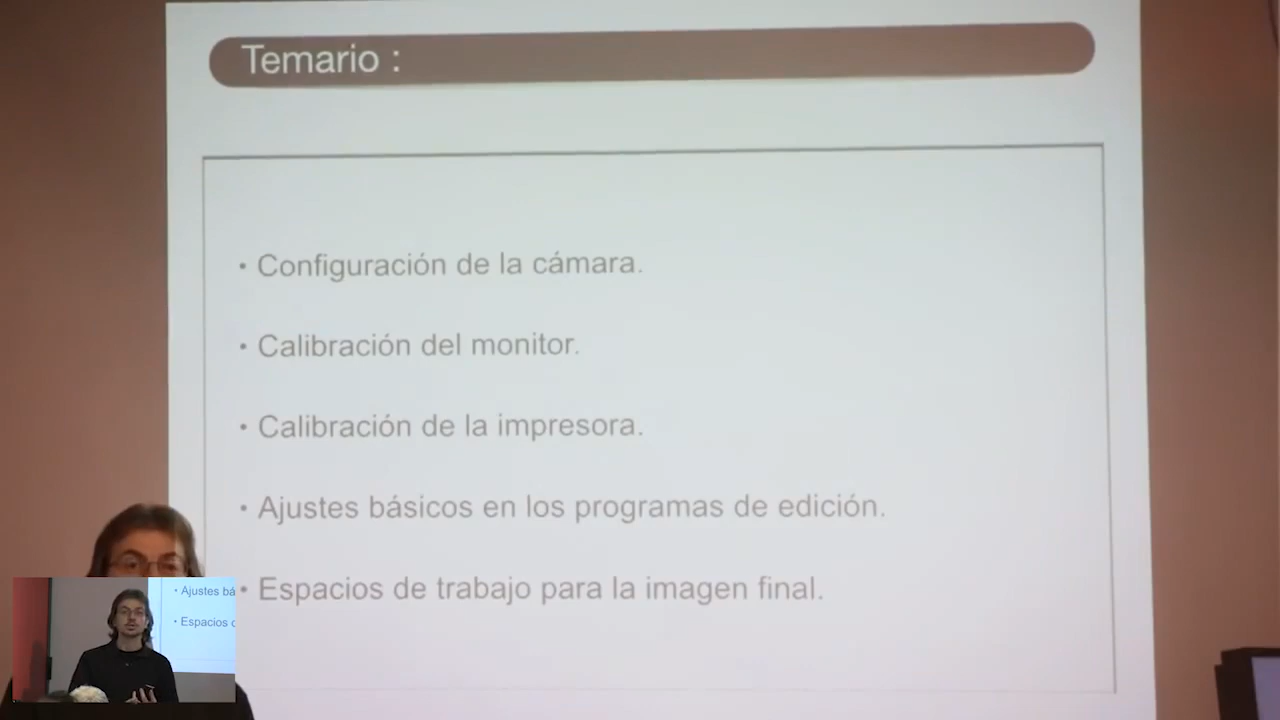 Temario :
• Configuración de la cámara.
• Calibración del monitor.
• Calibración de la impresora.
• Ajustes básicos en los programas de edición.
• Espacios de trabajo para la imagen final.
• Ajustes bá
• Espacios